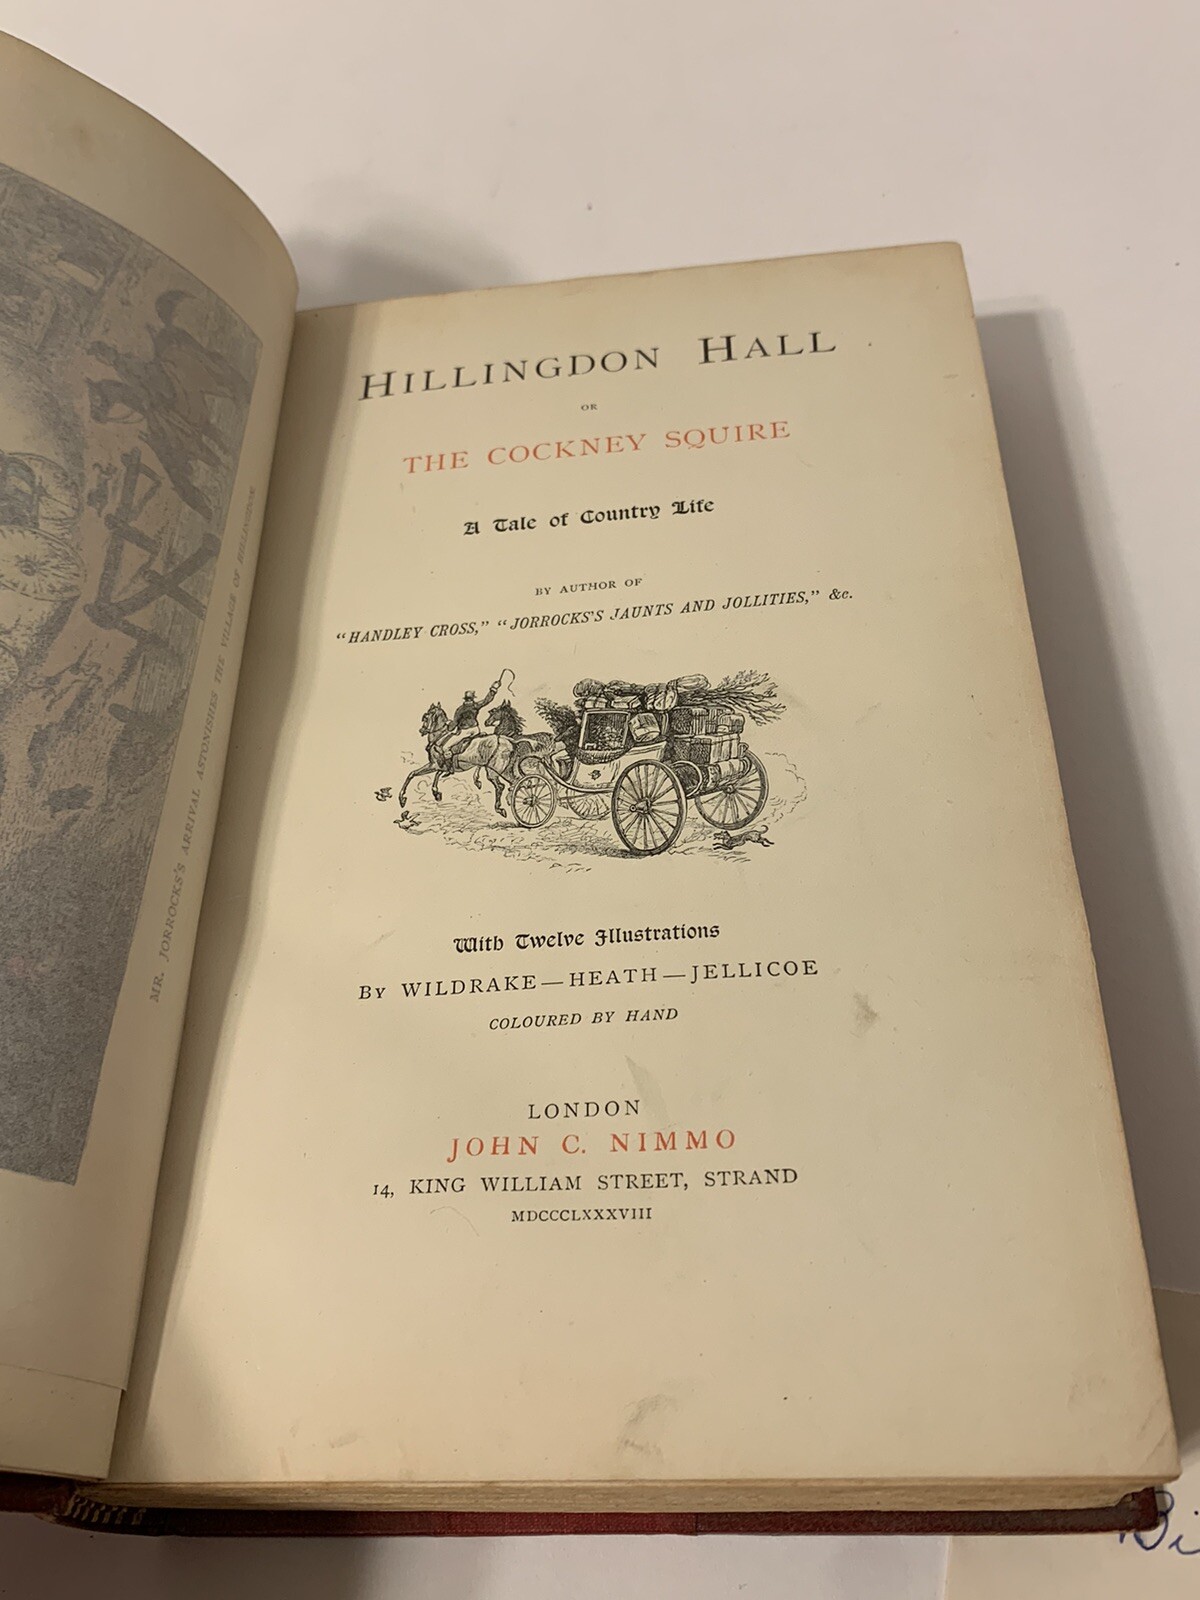 MR. JORROCKS'S ARRIVAL ASTONISHES THE VILLAGE OF HILLINGDON
HILLINGDON HALL
OR
THE COCKNEY SQUIRE
A Tale of Country Life
BY AUTHOR OF
“HANDLEY CROSS,” “JORROCKS'S JAUNTS AND JOLLITIES,” &c.
With Twelve Illustrations
By WILDRAKE—HEATH—JELLICOE
COLOURED BY HAND
LONDON
JOHN C. NIMMO
14, KING WILLIAM STREET, STRAND
MDCCCLXXXVIII
Bi